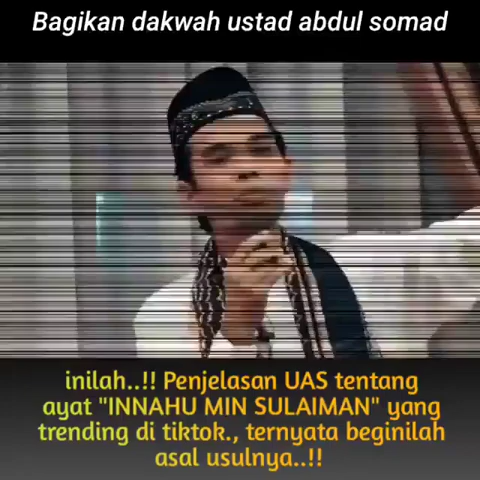 Bagikan dakwah ustad abdul somad
inilah..!! Penjelasan UAS tentang
ayat "INNAHU MIN SULAIMAN" yang
trending di tiktok., ternyata beginilah
asal usulnya..!!